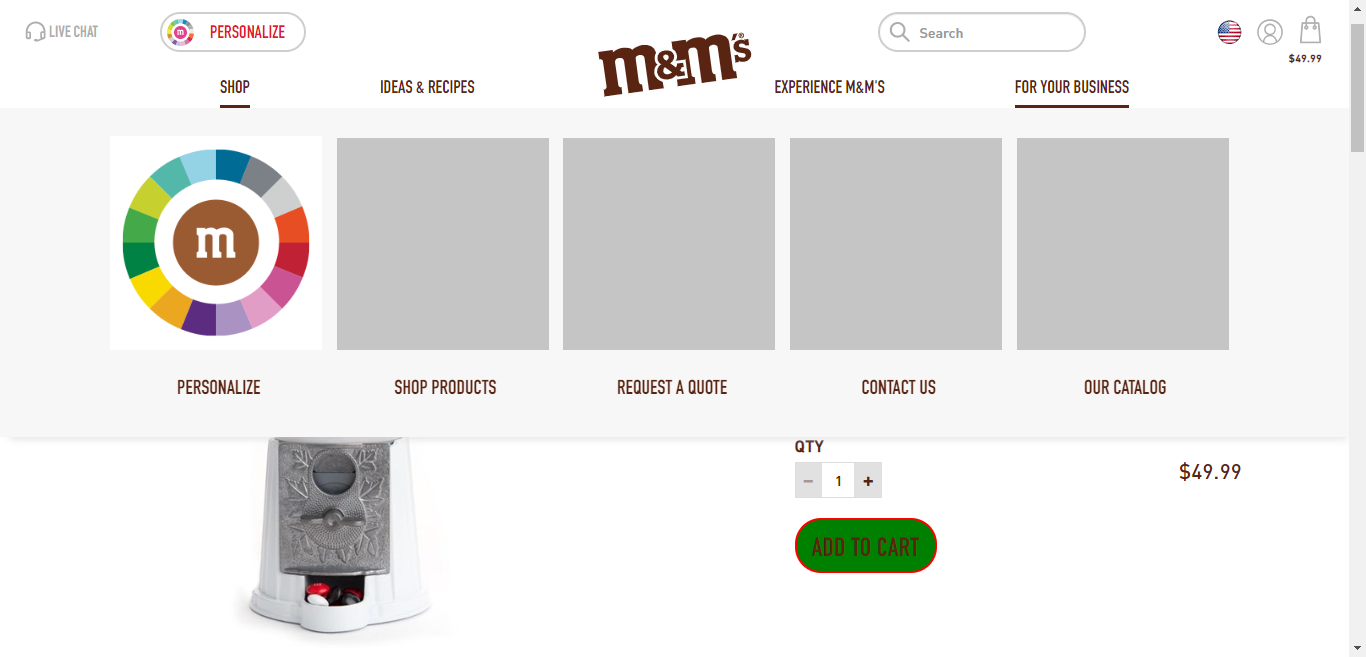 LIVE CHAT
PERSONALIZE
m&m's®
Search
$49.99
SHOP
IDEAS & RECIPES
EXPERIENCE M&M'S
FOR YOUR BUSINESS
m
PERSONALIZE
SHOP PRODUCTS
REQUEST A QUOTE
CONTACT US
OUR CATALOG
QTY
− 1 +
$49.99
ADD TO CART